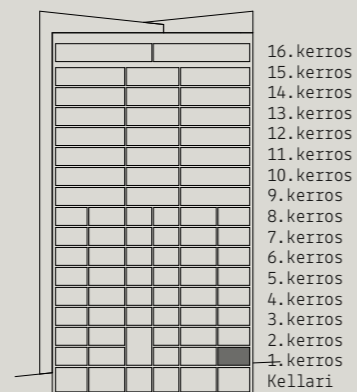 16.kerros
15.kerros
14.kerros
13.kerros
12.kerros
11.kerros
10.kerros
9.kerros
8.kerros
7.kerros
6.kerros
5.kerros
4.kerros
3.kerros
2.kerros
1.kerros
Kellari